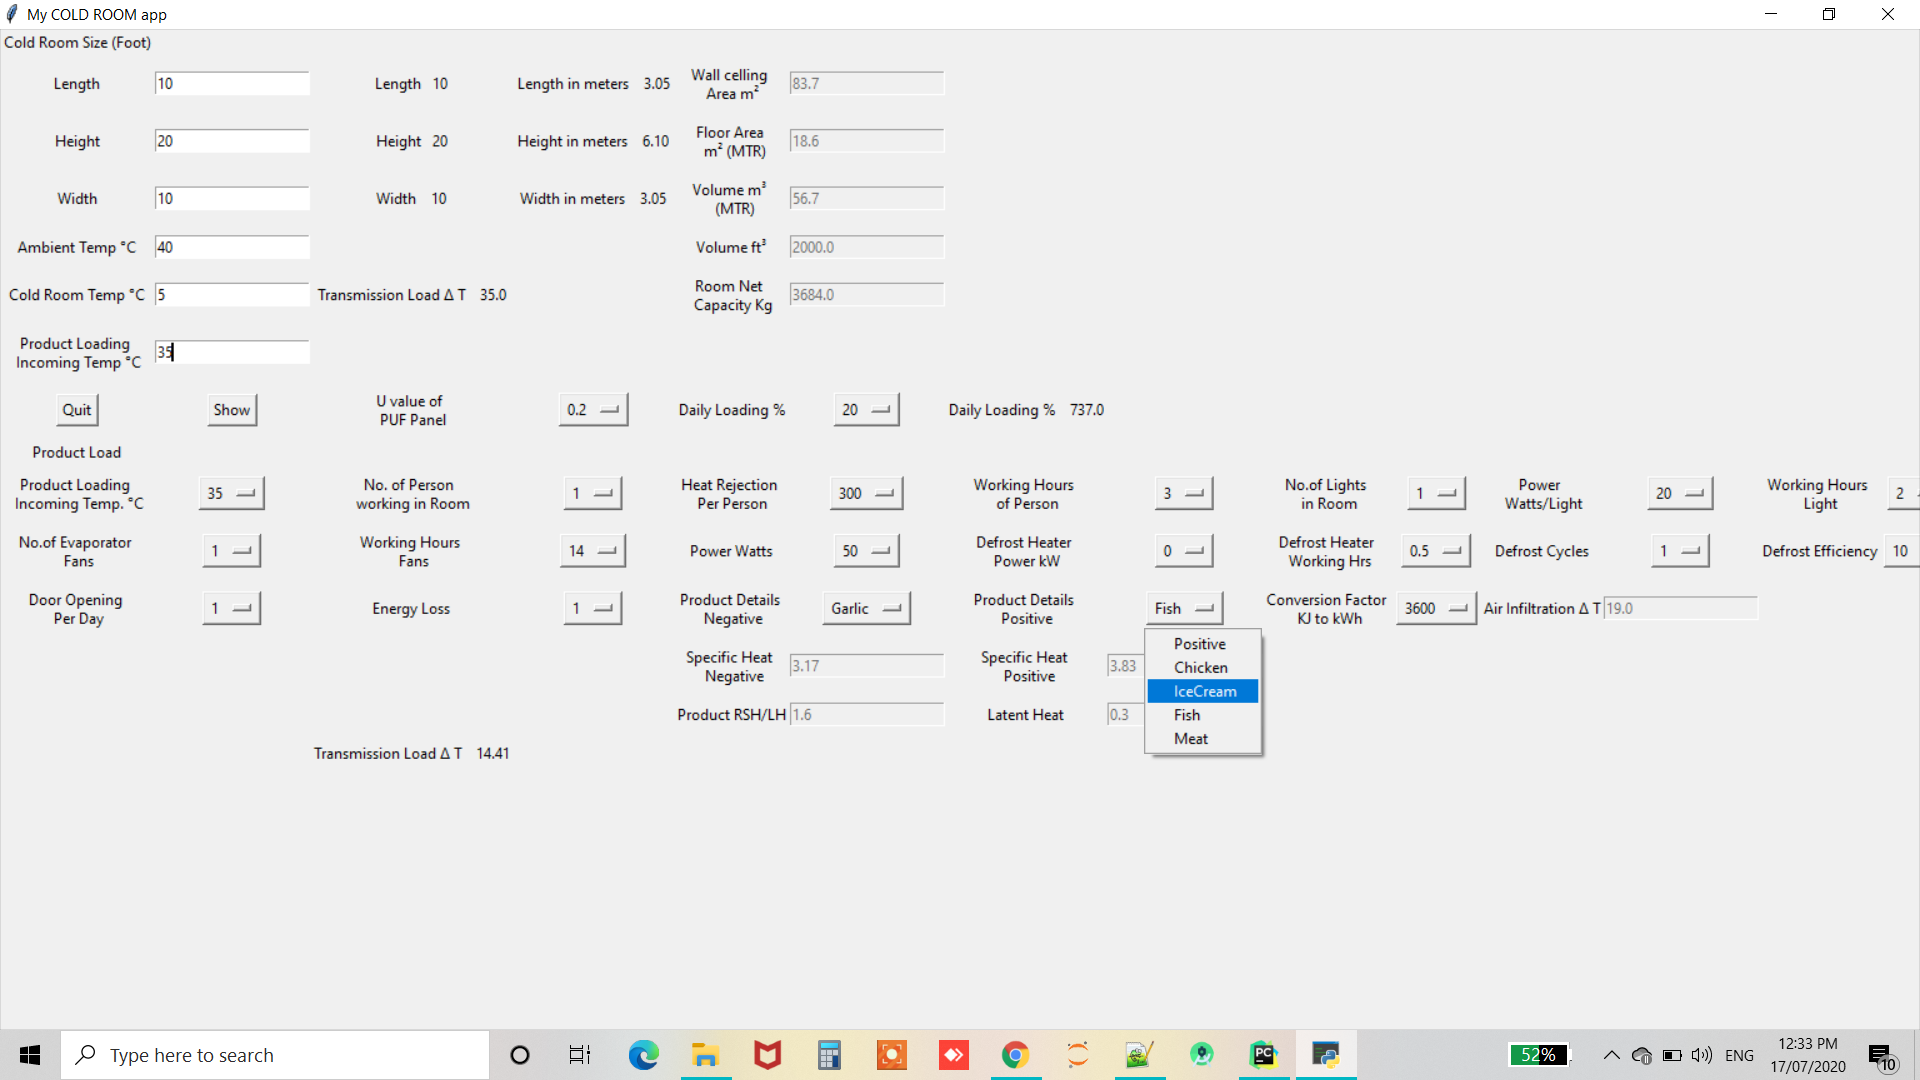 My COLD ROOM app
Cold Room Size (Foot)
Length 10 Length 10 Length in meters 3.05 Wall celling Area m² 83.7
Height 20 Height 20 Height in meters 6.10 Floor Area m² (MTR) 18.6
Width 10 Width 10 Width in meters 3.05 Volume m³ (MTR) 56.7
Ambient Temp °C 40 Volume ft³ 2000.0
Cold Room Temp °C 5 Transmission Load Δ T 35.0 Room Net Capacity Kg 3684.0
Product Loading Incoming Temp °C 35
Quit Show U value of PUF Panel 0.2 Daily Loading % 20 Daily Loading % 737.0
Product Load
Product Loading Incoming Temp. °C 35 No. of Person working in Room 1 Heat Rejection Per Person 300 Working Hours of Person 3 No.of Lights in Room 1 Power Watts/Light 20 Working Hours Light 2
No.of Evaporator Fans 1 Working Hours Fans 14 Power Watts 50 Defrost Heater Power kW 0 Defrost Heater Working Hrs 0.5 Defrost Cycles 1 Defrost Efficiency 10
Door Opening Per Day 1 Energy Loss 1 Product Details Negative Garlic Product Details Positive Fish Conversion Factor KJ to kWh 3600 Air Infiltration Δ T 19.0
Positive
Chicken
IceCream
Fish
Meat
Specific Heat Negative 3.17 Specific Heat Positive 3.83
Product RSH/LH 1.6 Latent Heat 0.3
Transmission Load Δ T 14.41
Type here to search
PC
52%
ENG
12:33 PM
17/07/2020
10